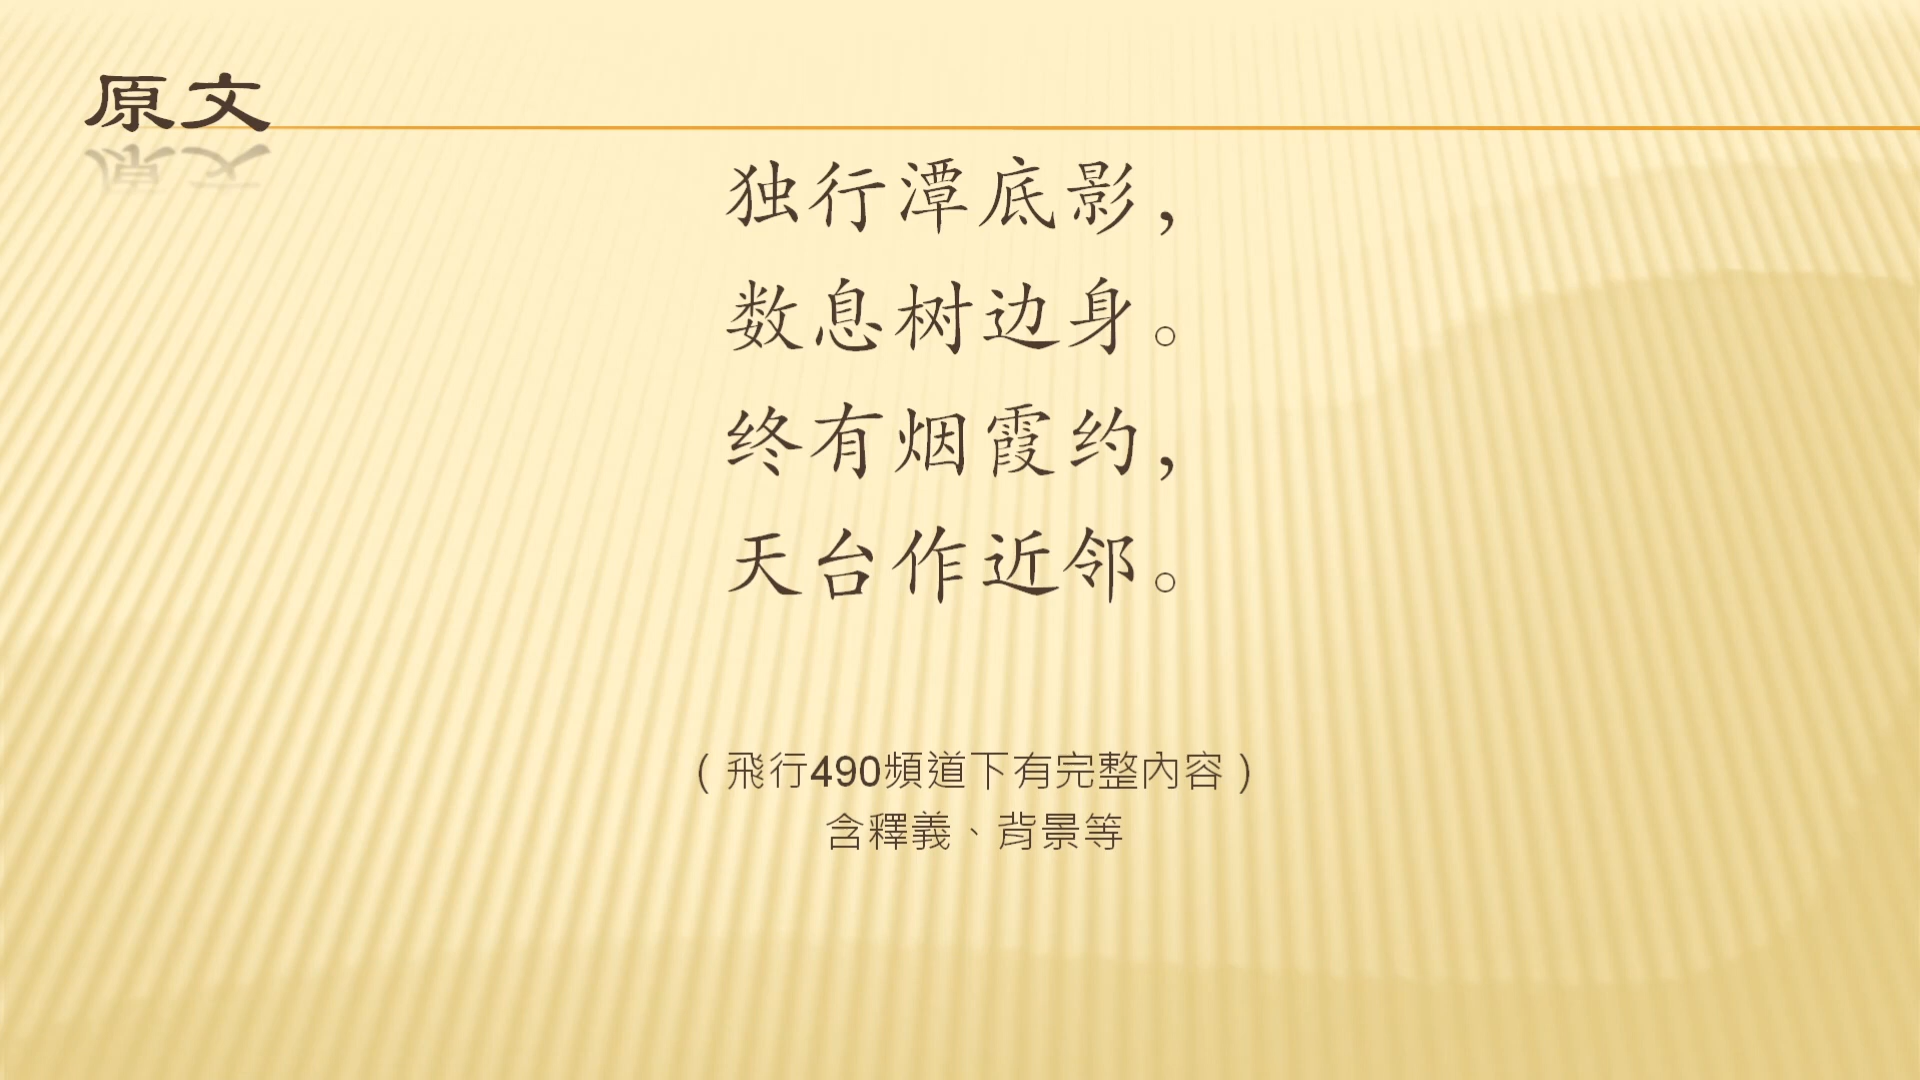 原文
独行潭底影，
数息树边身。
终有烟霞约，
天台作近邻。
（飛行490頻道下有完整內容）
含釋義、背景等